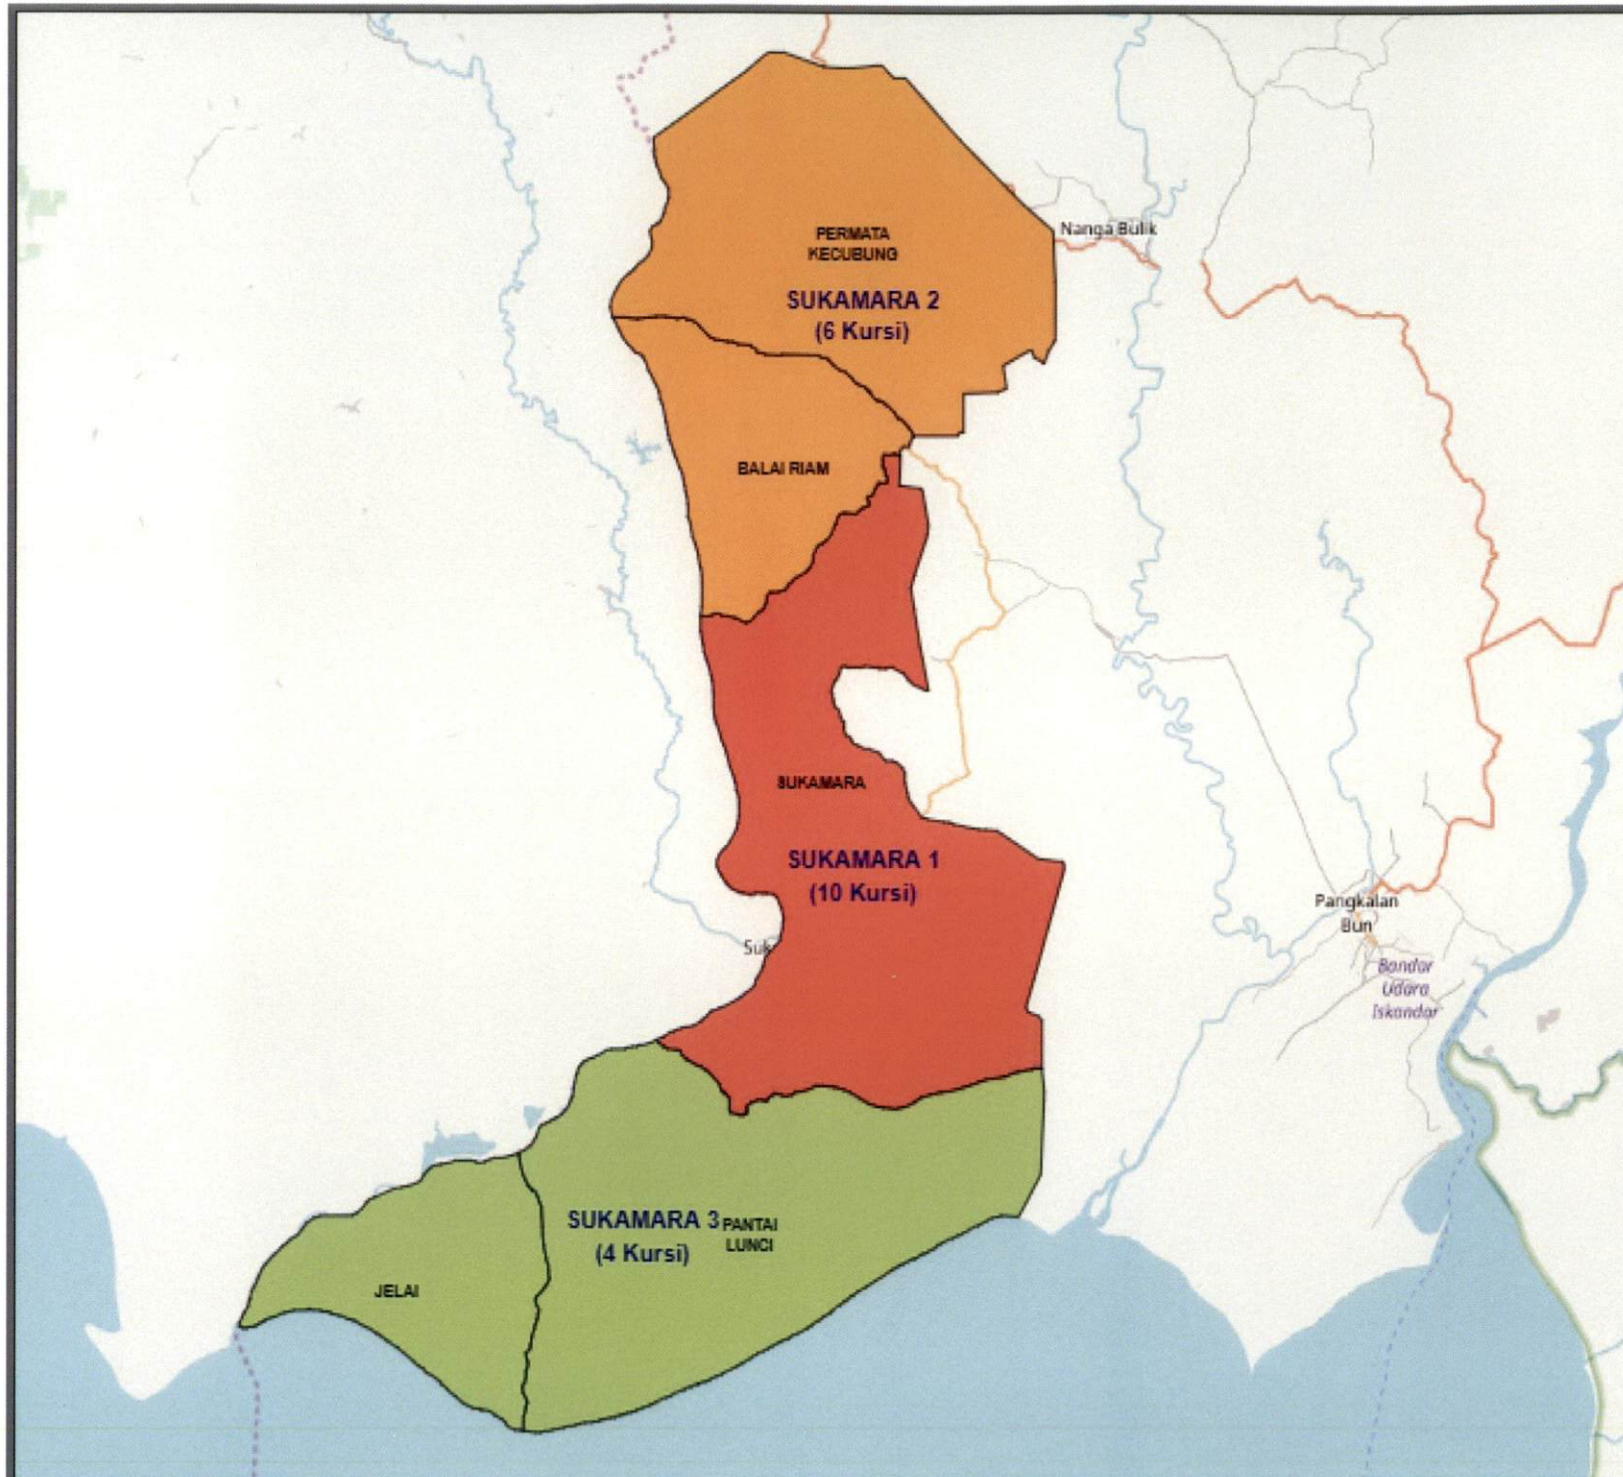 Nanga Bulik
PERMATA
KECUBUNG
SUKAMARA 2
(6 Kursi)
BALAI RIAM
SUKAMARA
SUKAMARA 1
(10 Kursi)
Pangkalan
Bun
Suk
Bandar
Udara
Iskandar
SUKAMARA 3
(4 Kursi)
PANTAI
LUNCI
JELAI